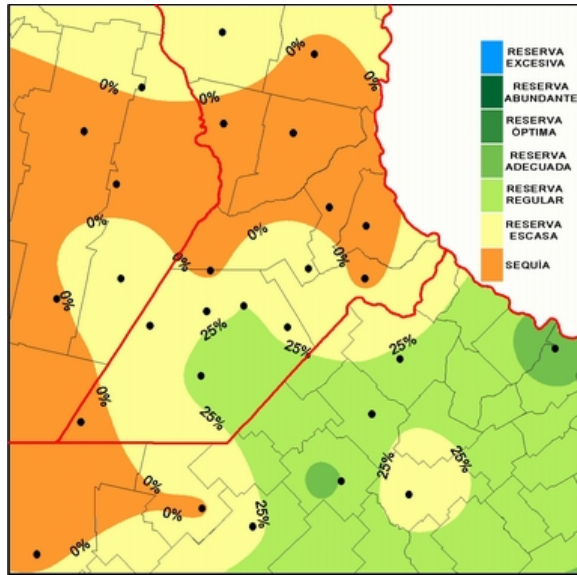 0%
0%
0%
0%
RESERVA
EXCESIVA
RESERVA
ABUNDANTE
RESERVA
ÓPTIMA
RESERVA
ADECUADA
RESERVA
REGULAR
RESERVA
ESCASA
SEQUÌA
0%
0%
0%
0%
0%
25%
25%
25%
0%
25%
25%
25%
0%
0%
25%
0%